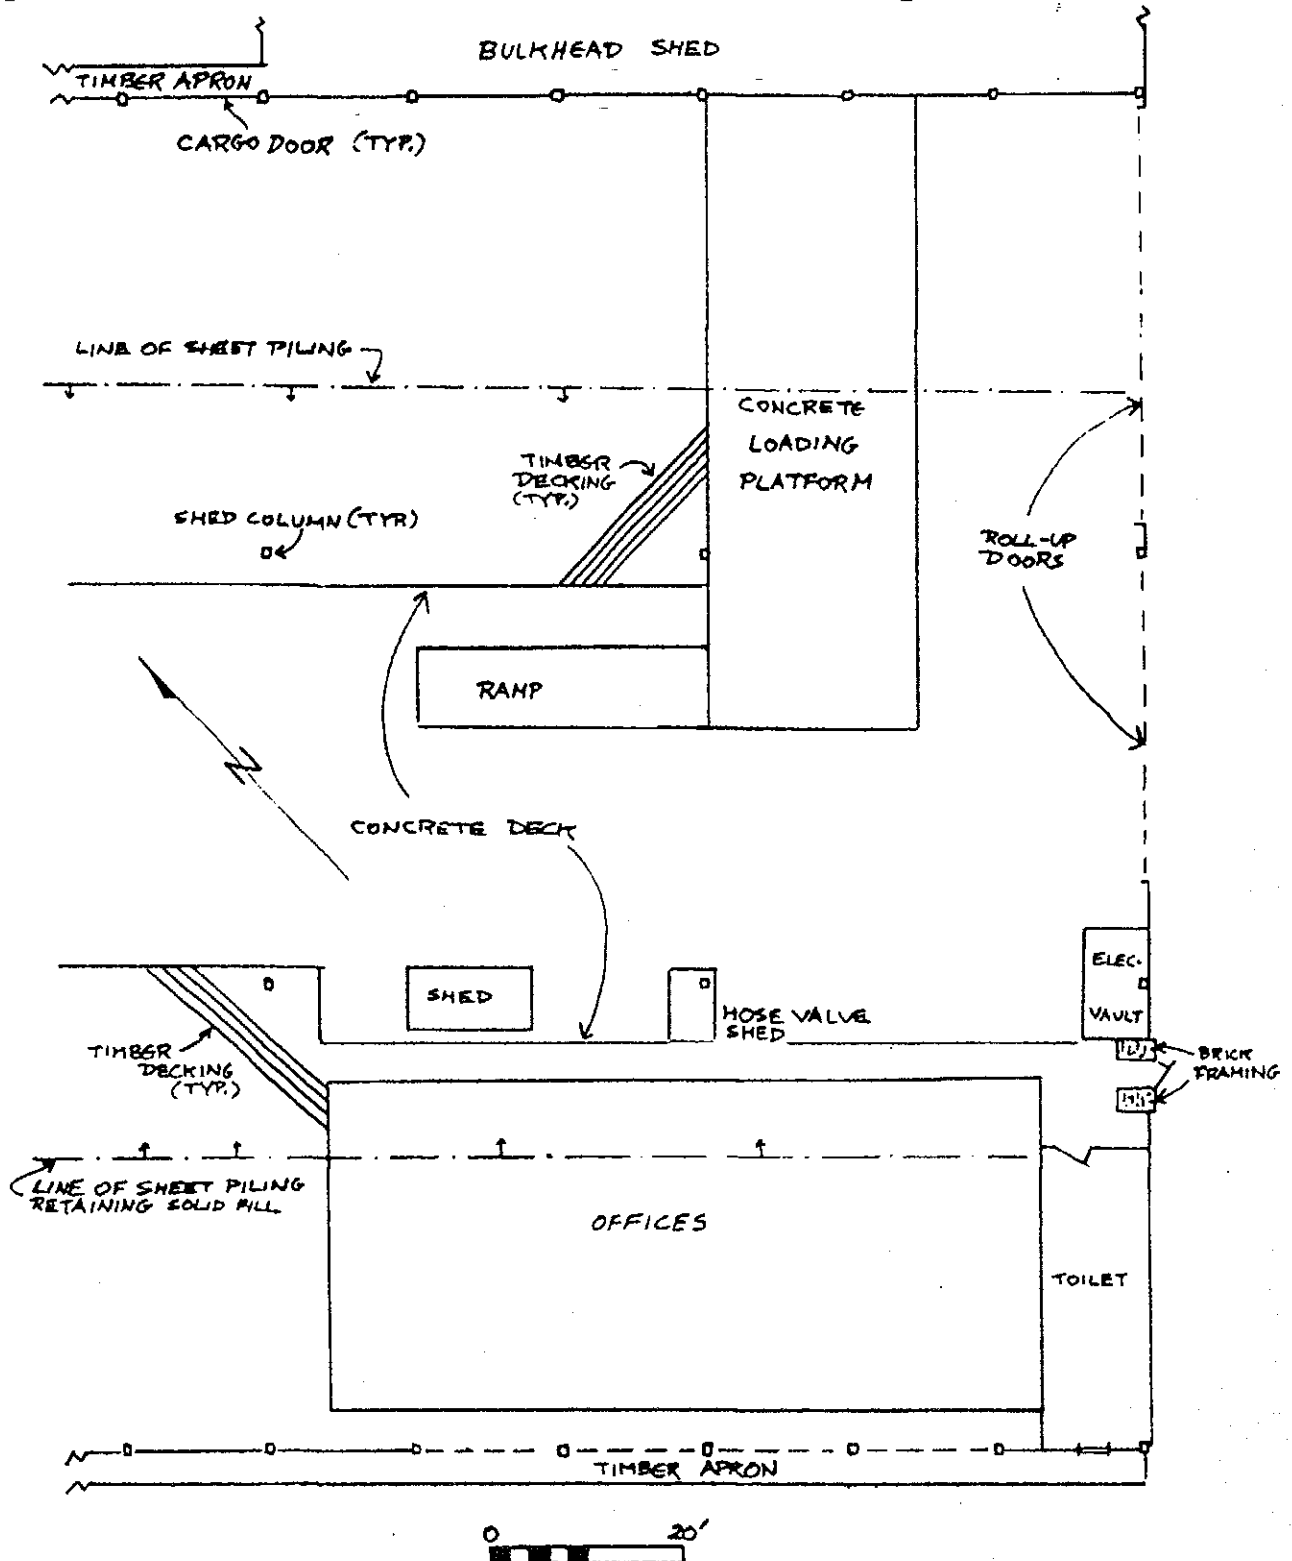 BULKHEAD SHED
TIMBER APRON
CARGO DOOR (TYP.)
LINE OF SHEET PILING
CONCRETE
LOADING
PLATFORM
TIMBER
DECKING
(TYP.)
SHED COLUMN (TYP)
ROLL-UP
DOORS
RAMP
N
CONCRETE DECK
SHED
HOSE VALVE
SHED
ELEC.
VAULT
TIMBER
DECKING
(TYP.)
BRICK
FRAMING
LINE OF SHEET PILING
RETAINING SOLID FILL
OFFICES
TOILET
TIMBER APRON
0 20'